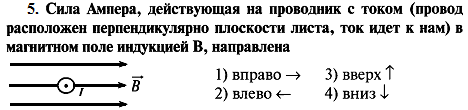 5. Сила Ампера, действующая на проводник с током (провод
расположен перпендикулярно плоскости листа, ток идет к нам) в
магнитном поле индукцией В, направлена
1) вправо → 3) вверх ↑
I B 2) влево ← 4) вниз ↓